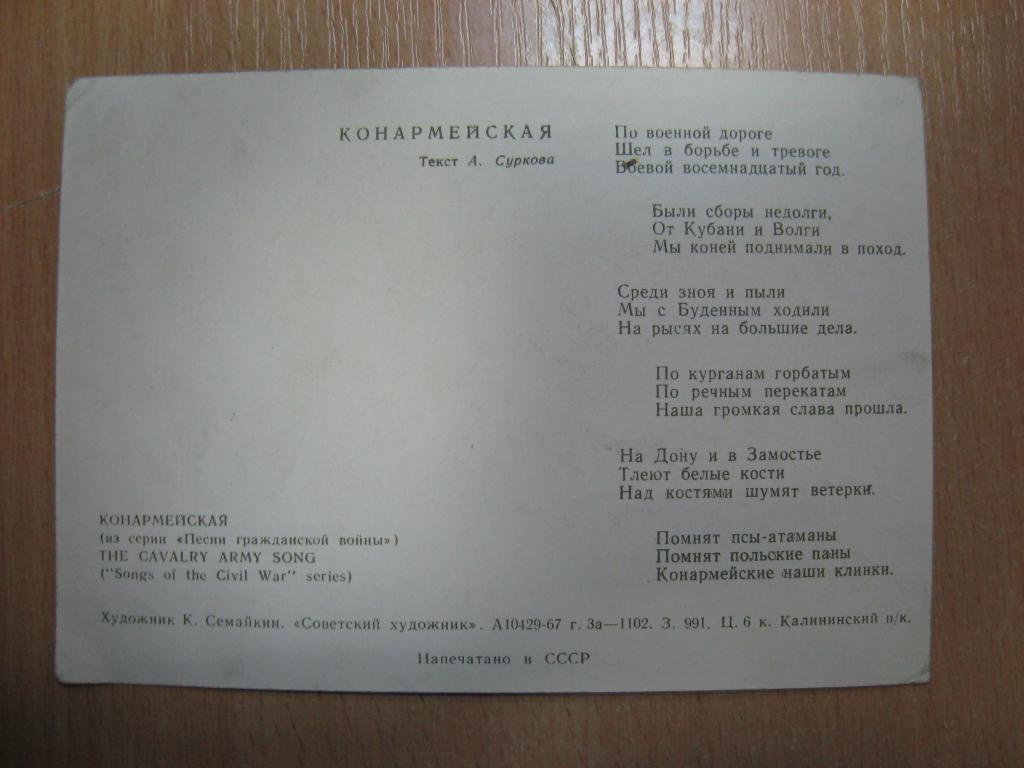 КОНАРМЕЙСКАЯ
Текст А. Суркова
По военной дороге
Шел в борьбе и тревоге
Боевой восемнадцатый год.
Были сборы недолги,
От Кубани и Волги
Мы коней поднимали в поход.
Среди зноя и пыли
Мы с Буденным ходили
На рысях на большие дела.
По курганам горбатым
По речным перекатам
Наша громкая слава прошла.
На Дону и в Замостье
Тлеют белые кости
Над костями шумят ветерки.
Помнят псы-атаманы
Помнят польские паны
Конармейские наши клинки.
КОНАРМЕЙСКАЯ
(из серии «Песни гражданской войны»)
THE CAVALRY ARMY SONG
("Songs of the Civil War" series)
Художник К. Семайкин. «Советский художник». А10429-67 г. За—1102. З. 991. Ц. 6 к. Калининский п/к.
Напечатано в СССР